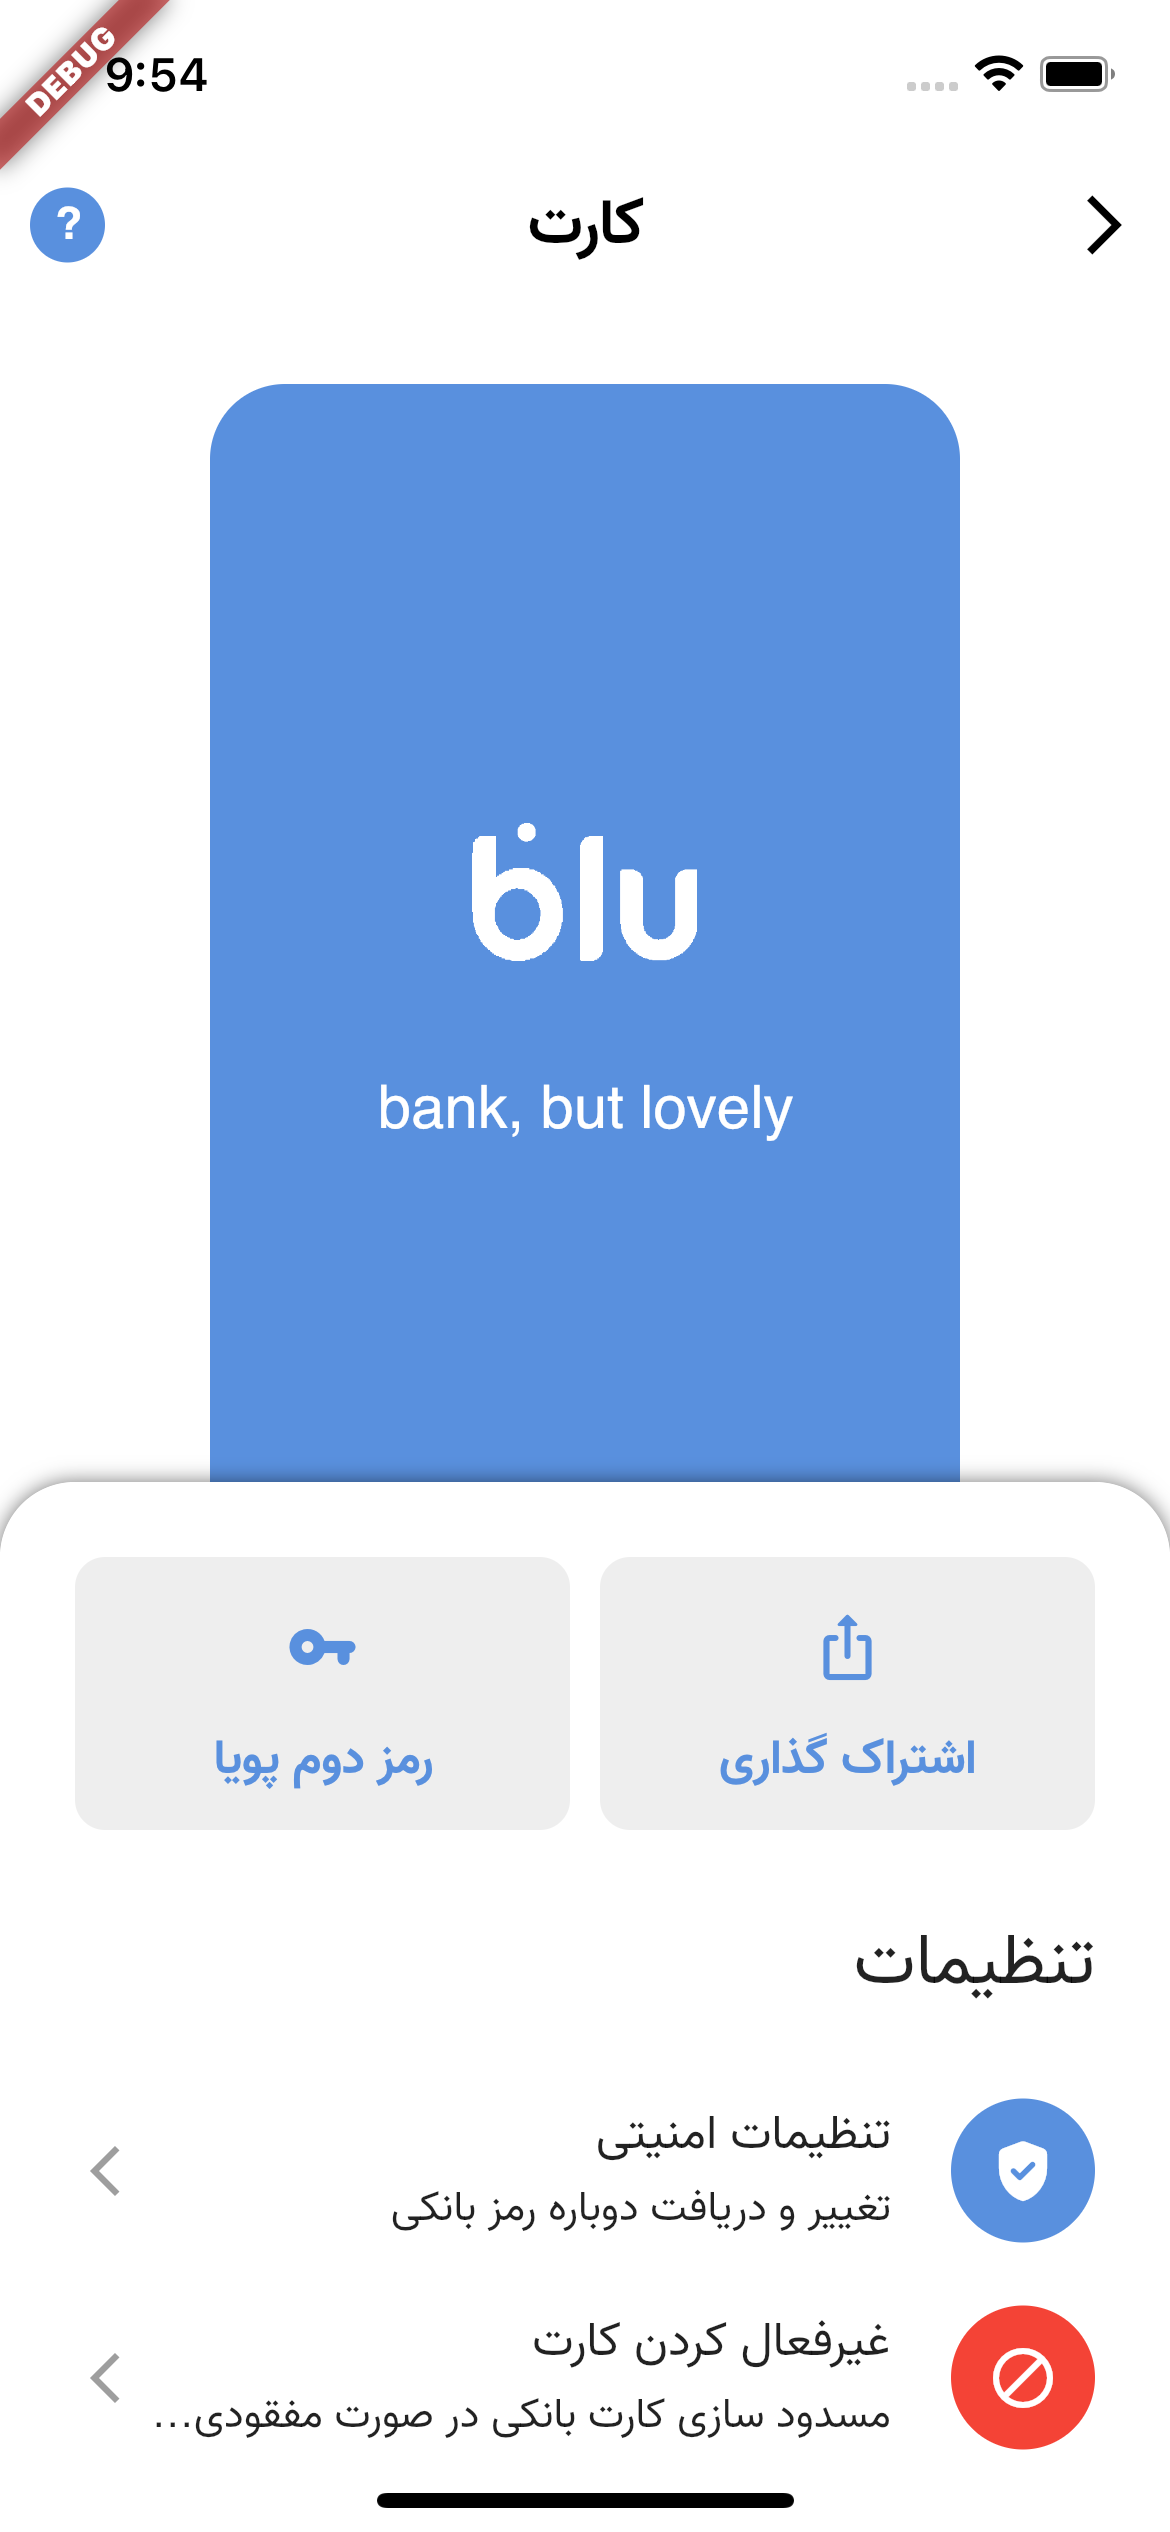 DEBUG
9:54
?
کارت
blu
bank, but lovely
اشتراک گذاری
رمز دوم پویا
تنظیمات
تنظیمات امنیتی
تغییر و دریافت دوباره رمز بانکی
غیرفعال کردن کارت
مسدود سازی کارت بانکی در صورت مفقودی...